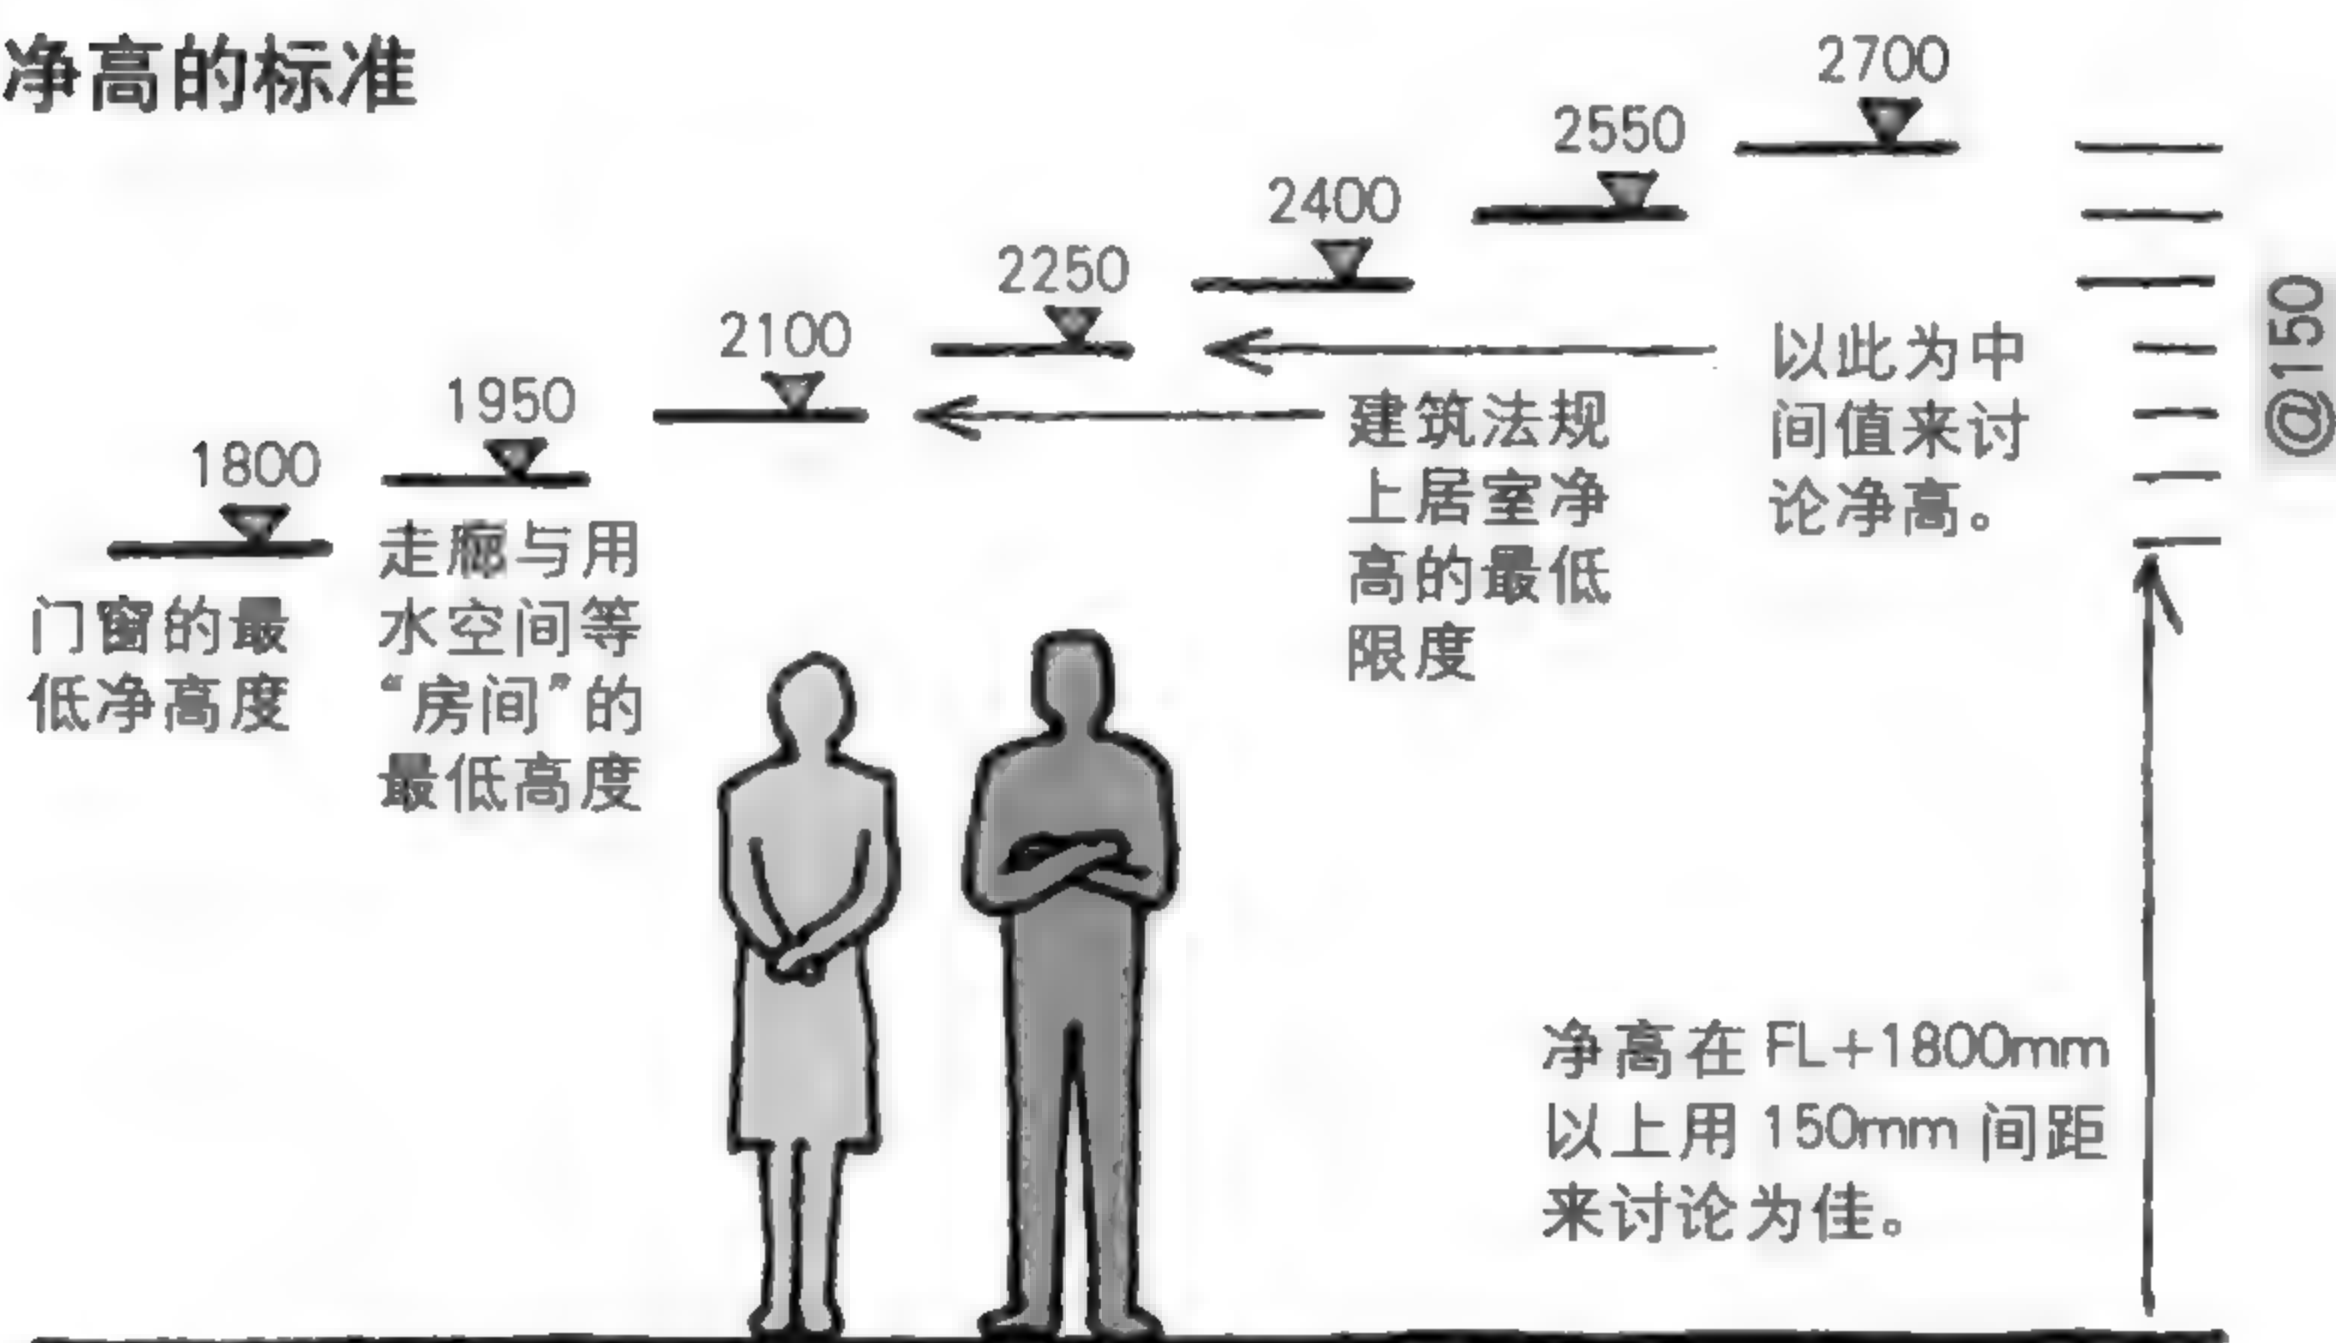 净高的标准
2700
2550
2400
2250
2100
1950
1800
门窗的最
低净高度
走廊与用
水空间等
“房间”的
最低高度
建筑法规
上居室净
高的最低
限度
以此为中
间值来讨
论净高。
@150
净高在 FL+1800mm
以上用 150mm 间距
来讨论为佳。